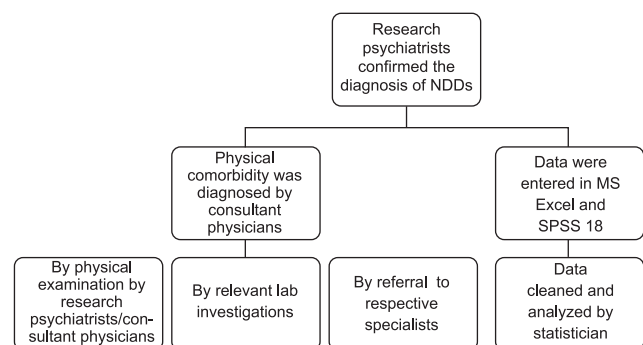 Research
psychiatrists
confirmed the
diagnosis of NDDs
Physical
comorbidity was
diagnosed by
consultant
physicians
Data were
entered in MS
Excel and
SPSS 18
By physical
examination by
research
psychiatrists/con-
sultant physicians
By relevant lab
investigations
By referral to
respective
specialists
Data
cleaned and
analyzed by
statistician